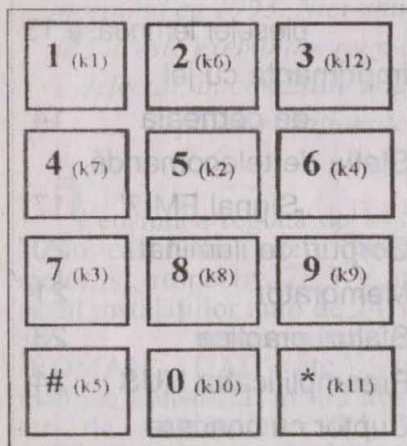 1 (k1) 2 (k6) 3 (k12)
4 (k7) 5 (k2) 6 (k4)
7 (k3) 8 (k8) 9 (k9)
# (k5) 0 (k10) * (k11)